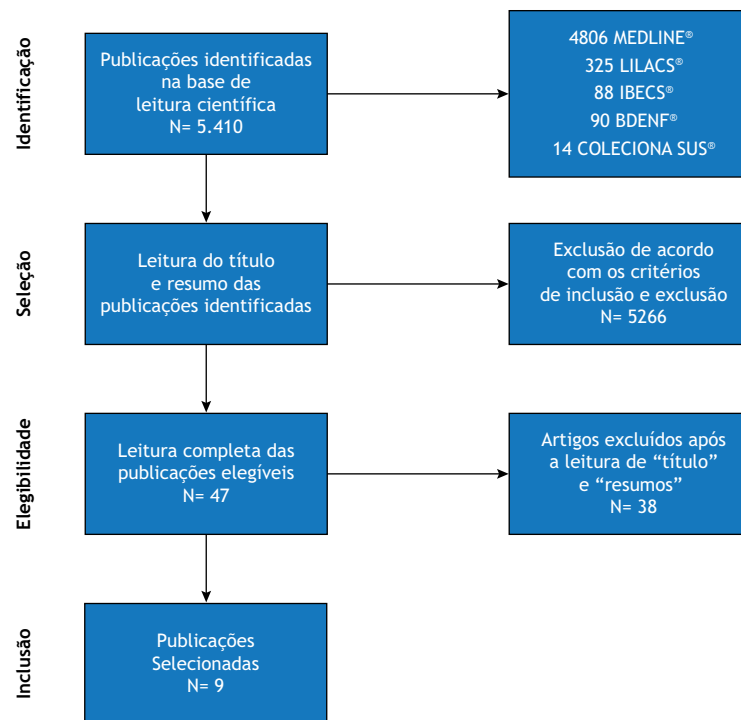 Identificação
Publicações identificadas
na base de
leitura científica
N= 5.410
4806 MEDLINE®
325 LILACS®
88 IBECS®
90 BDENF®
14 COLECIONA SUS®
Seleção
Leitura do título
e resumo das
publicações identificadas
Exclusão de acordo
com os critérios
de inclusão e exclusão
N= 5266
Elegibilidade
Leitura completa das
publicações elegíveis
N= 47
Artigos excluídos após
a leitura de “título”
e “resumos”
N= 38
Inclusão
Publicações
Selecionadas
N= 9